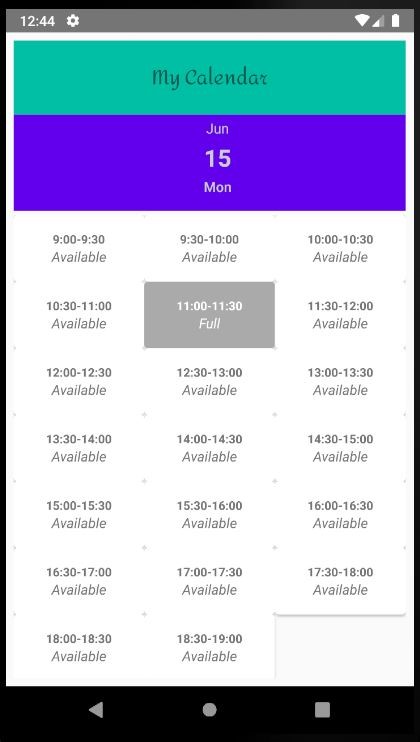 12:44
My Calendar
Jun
15
Mon
9:00-9:30 9:30-10:00 10:00-10:30
Available Available Available
10:30-11:00 11:00-11:30 11:30-12:00
Available Full Available
12:00-12:30 12:30-13:00 13:00-13:30
Available Available Available
13:30-14:00 14:00-14:30 14:30-15:00
Available Available Available
15:00-15:30 15:30-16:00 16:00-16:30
Available Available Available
16:30-17:00 17:00-17:30 17:30-18:00
Available Available Available
18:00-18:30 18:30-19:00
Available Available